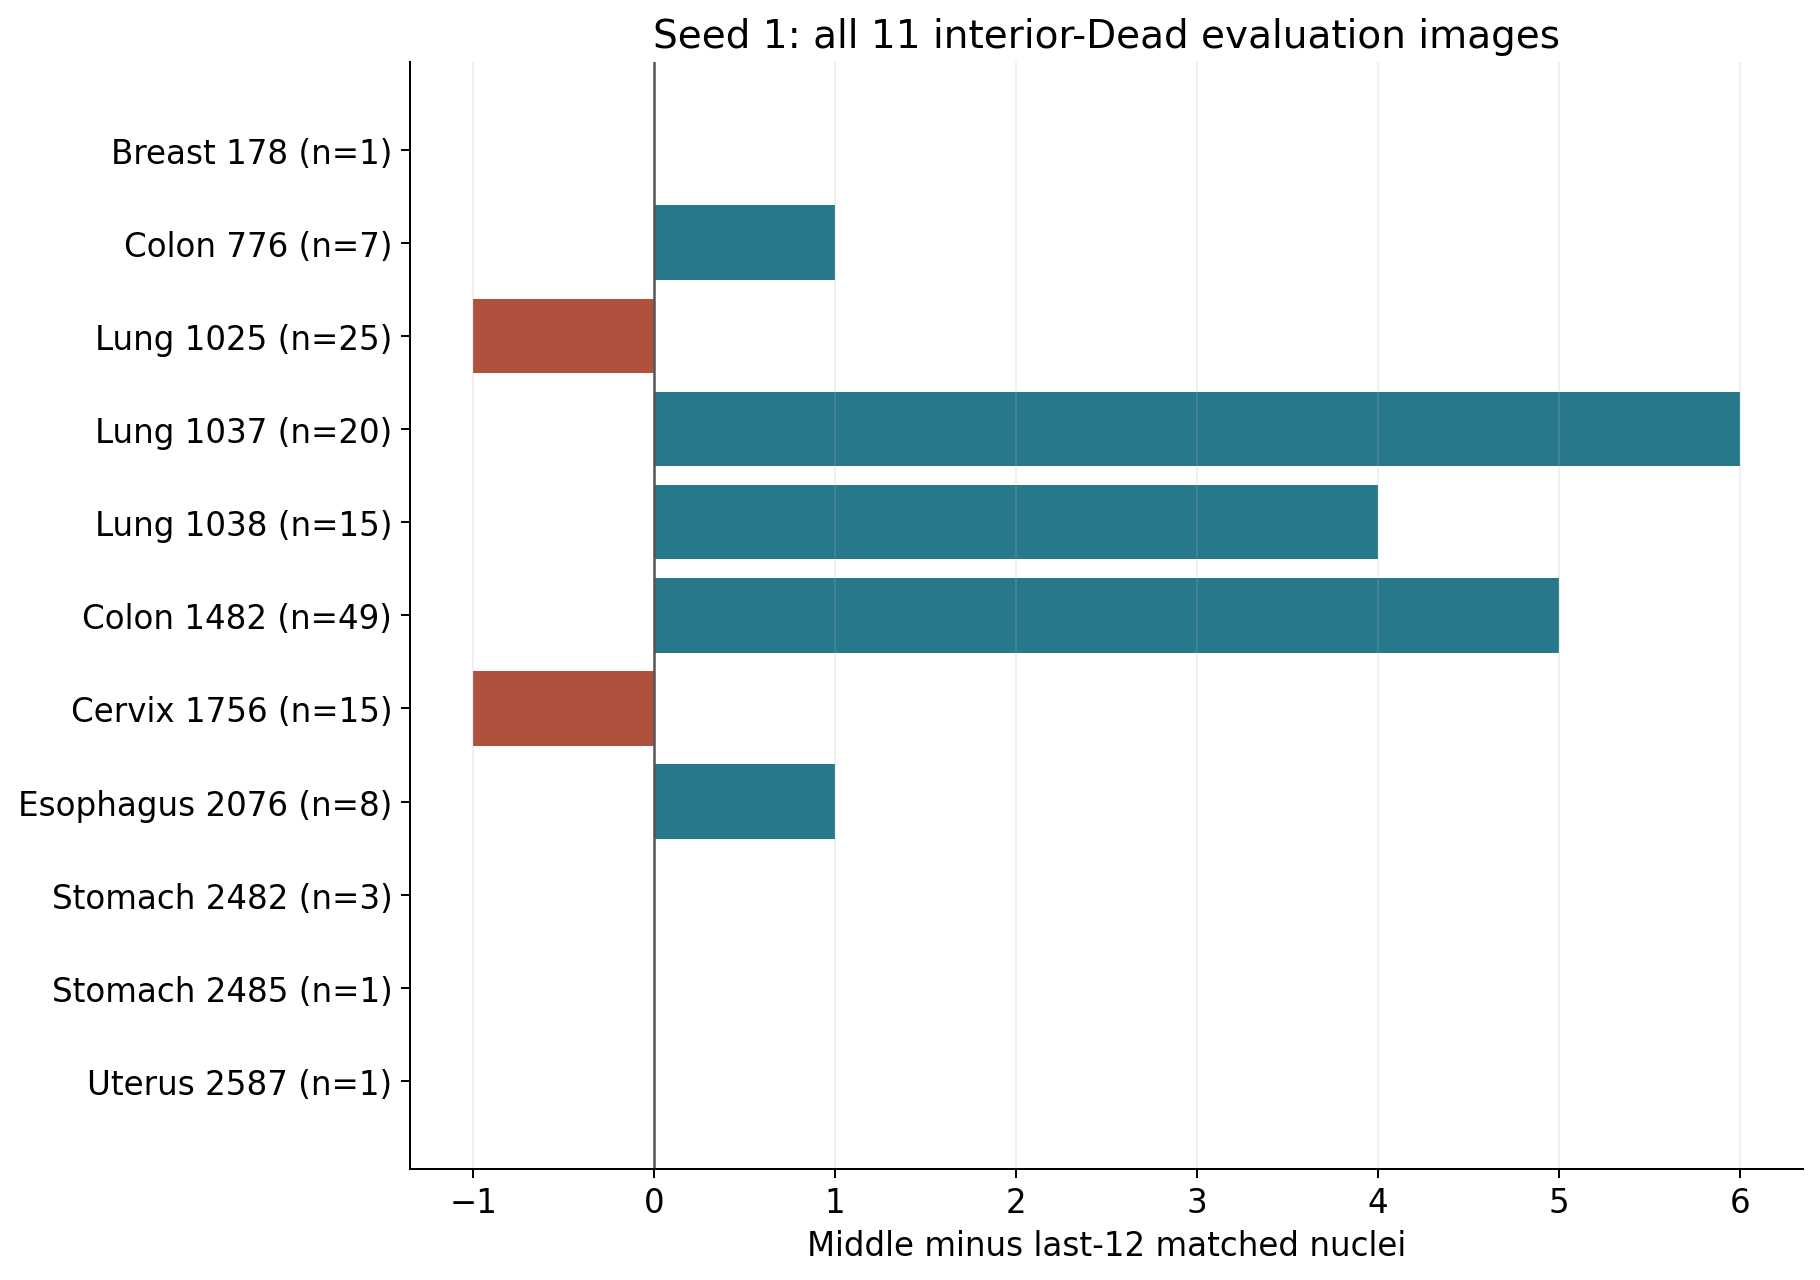 Seed 1: all 11 interior-Dead evaluation images
Breast 178 (n=1)
Colon 776 (n=7)
Lung 1025 (n=25)
Lung 1037 (n=20)
Lung 1038 (n=15)
Colon 1482 (n=49)
Cervix 1756 (n=15)
Esophagus 2076 (n=8)
Stomach 2482 (n=3)
Stomach 2485 (n=1)
Uterus 2587 (n=1)
−1 0 1 2 3 4 5 6
Middle minus last-12 matched nuclei